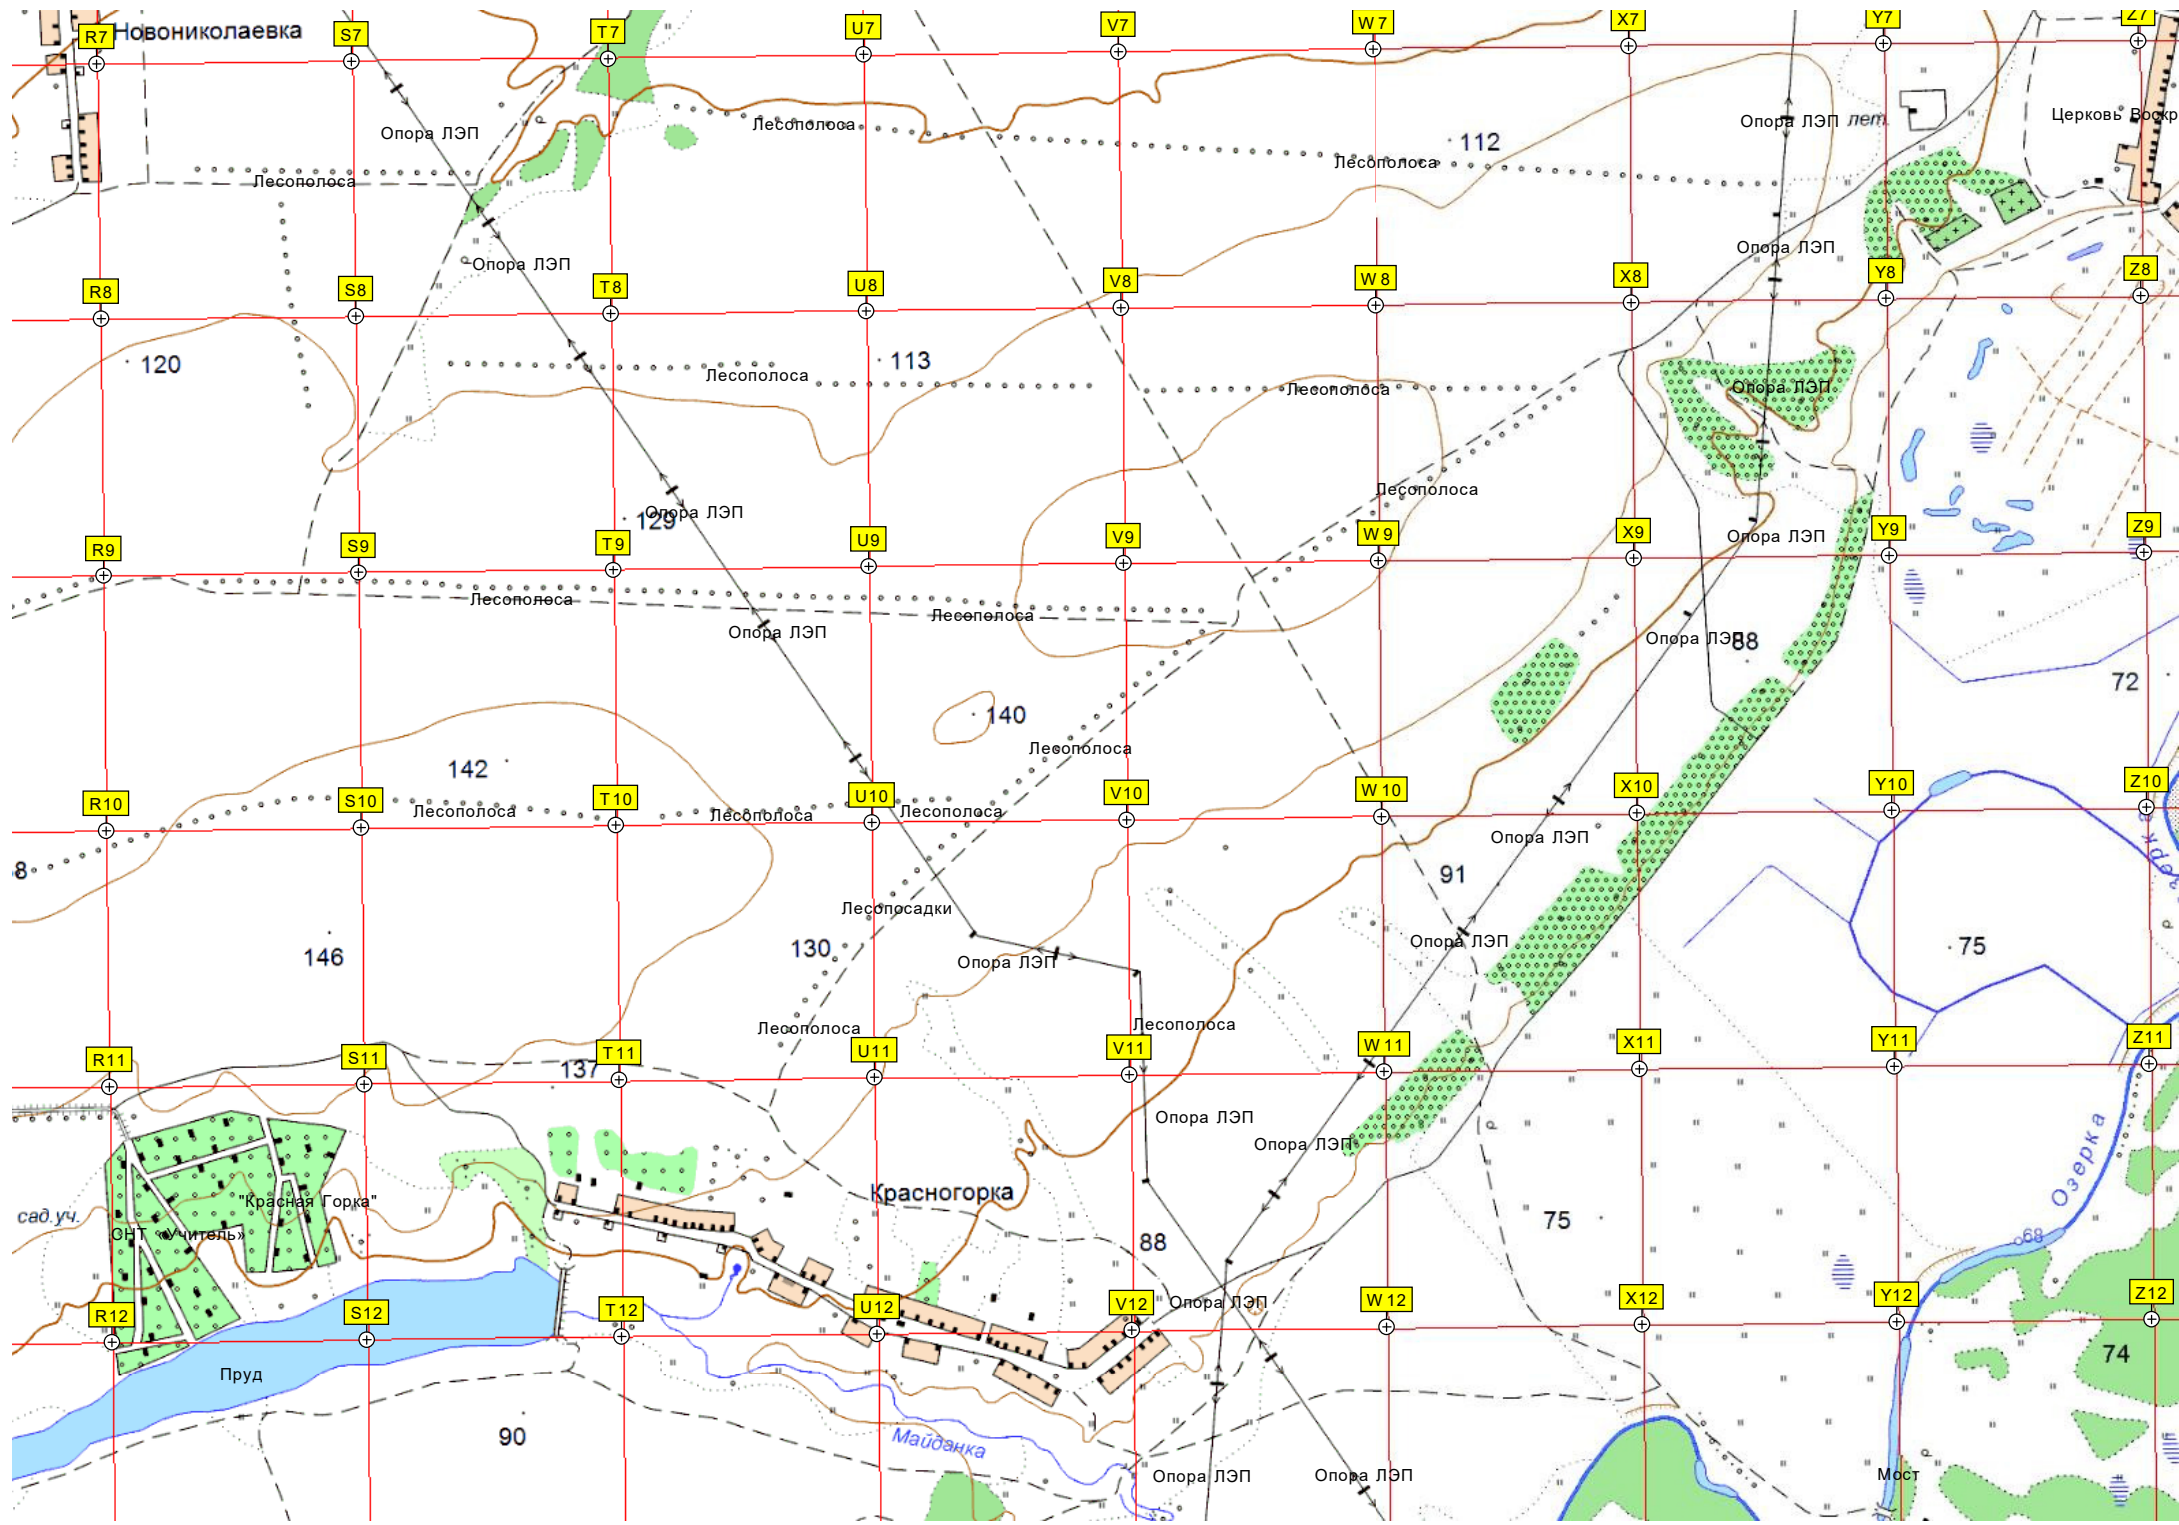 Новониколаевка
R7
S7
T7
U7
V7
W7
X7
Y7
Z7
Опора ЛЭП
Лесополоса
112
Лесополоса
Опора ЛЭП
лет.
Церковь Воскр
Лесополоса
Опора ЛЭП
Опора ЛЭП
R8
S8
T8
U8
V8
W8
X8
Y8
Z8
120
113
Лесополоса
Лесополоса
Опора ЛЭП
Лесополоса
129
Опора ЛЭП
Опора ЛЭП
R9
S9
T9
U9
V9
W9
X9
Y9
Z9
Лесополоса
Лесополоса
Опора ЛЭП
Опора ЛЭП
88
72
140
Лесополоса
142
R10
S10
T10
U10
V10
W10
X10
Y10
Z10
Лесополоса
Лесополоса
Лесополоса
Опора ЛЭП
8
91
Лесопосадки
146
130
Опора ЛЭП
Опора ЛЭП
75
Лесополоса
Лесополоса
R11
S11
T11
U11
V11
W11
X11
Y11
Z11
137
Опора ЛЭП
Опора ЛЭП
Озерка
"Красная Горка"
Красногорка
сад.уч.
СНТ «Учитель»
88
75
68
R12
S12
T12
U12
V12
Опора ЛЭП
W12
X12
Y12
Z12
Пруд
74
90
Майданка
Опора ЛЭП
Опора ЛЭП
Мост